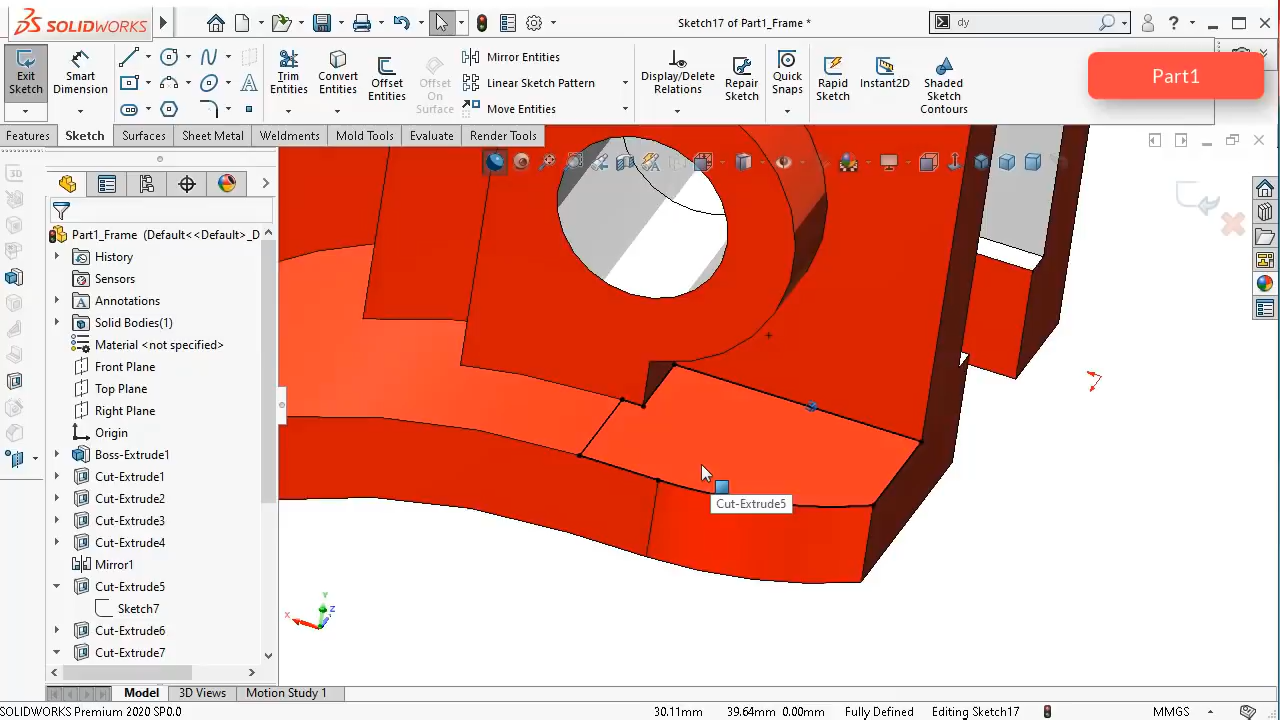 SOLIDWORKS
Sketch17 of Part1_Frame *
dy
Exit Sketch
Smart Dimension
Trim Entities
Convert Entities
Offset Entities
Offset On Surface
Mirror Entities
Linear Sketch Pattern
Move Entities
Display/Delete Relations
Repair Sketch
Quick Snaps
Rapid Sketch
Instant2D
Shaded Sketch Contours
Part1
Features
Sketch
Surfaces
Sheet Metal
Weldments
Mold Tools
Evaluate
Render Tools
Part1_Frame (Default<<Default>_D
History
Sensors
Annotations
Solid Bodies(1)
Material <not specified>
Front Plane
Top Plane
Right Plane
Origin
Boss-Extrude1
Cut-Extrude1
Cut-Extrude2
Cut-Extrude3
Cut-Extrude4
Mirror1
Cut-Extrude5
Sketch7
Cut-Extrude6
Cut-Extrude7
Cut-Extrude5
Y
X
Z
Model
3D Views
Motion Study 1
SOLIDWORKS Premium 2020 SP0.0
30.11mm
39.64mm
0.00mm
Fully Defined
Editing Sketch17
MMGS